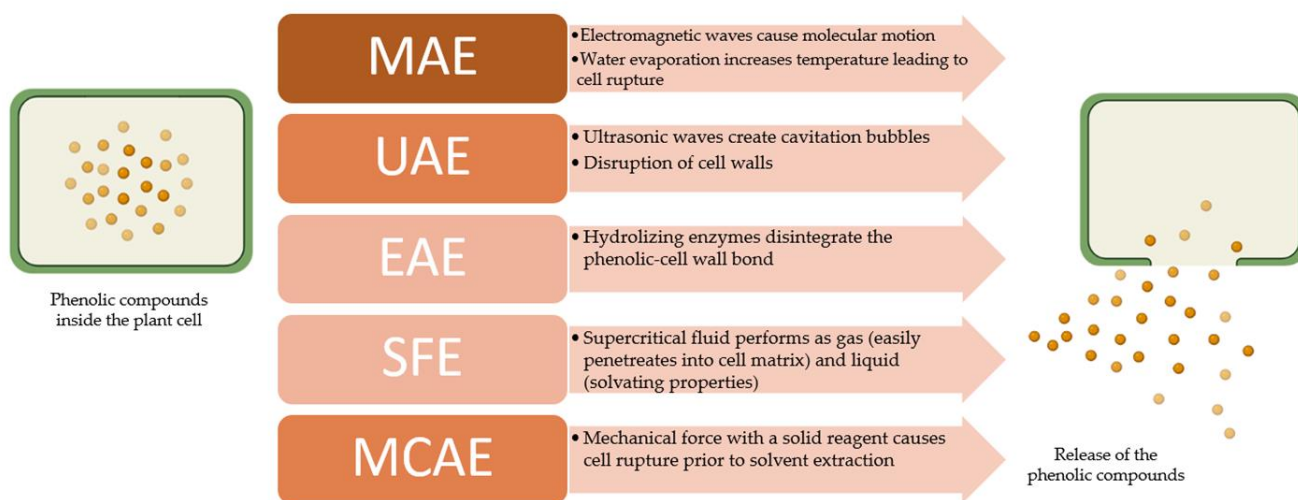 Phenolic compounds
inside the plant cell
MAE
•Electromagnetic waves cause molecular motion
•Water evaporation increases temperature leading to
cell rupture
UAE
•Ultrasonic waves create cavitation bubbles
•Disruption of cell walls
EAE
•Hydrolizing enzymes disintegrate the
phenolic-cell wall bond
SFE
•Supercritical fluid performs as gas (easily
penetreates into cell matrix) and liquid
(solvating properties)
MCAE
•Mechanical force with a solid reagent causes
cell rupture prior to solvent extraction
Release of the
phenolic compounds